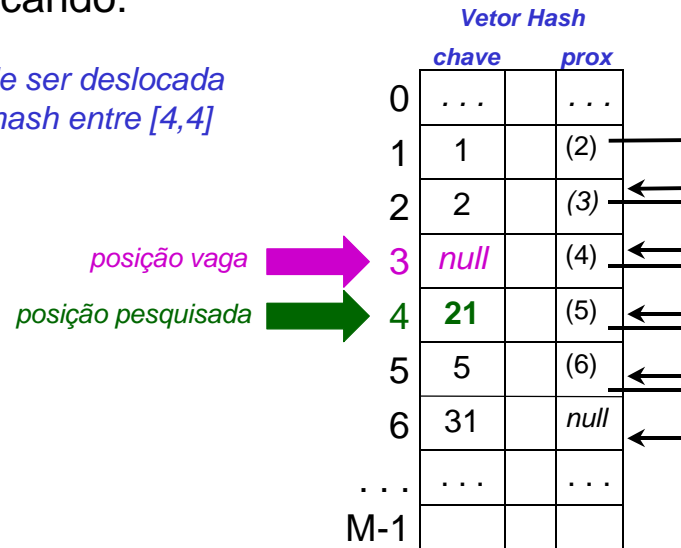 cando:
Vetor Hash
e ser deslocada
hash entre [4,4]
chave prox
0 . . . . . .
1 1 (2)
2 2 (3)
posição vaga 3 null (4)
posição pesquisada 4 21 (5)
5 5 (6)
6 31 null
. . . . . . . . .
M-1